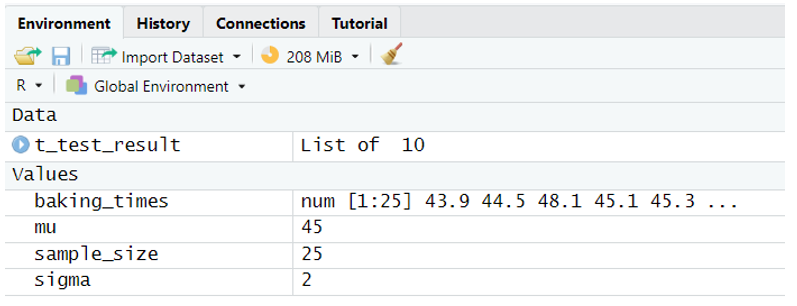 Environment History Connections Tutorial
Import Dataset 208 MiB
R Global Environment
Data
t_test_result List of 10
Values
baking_times num [1:25] 43.9 44.5 48.1 45.1 45.3 ...
mu 45
sample_size 25
sigma 2